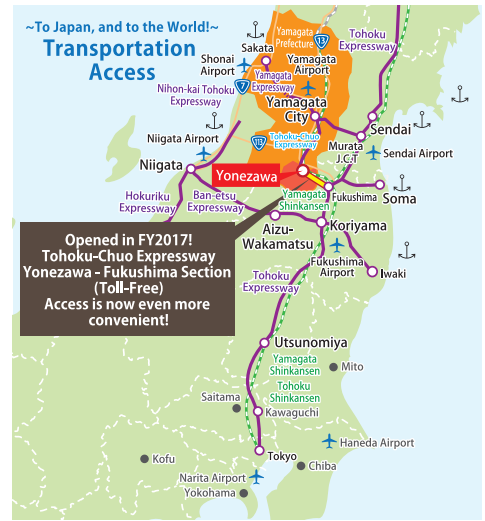 ~To Japan, and to the World!~
Transportation
Access
Yamagata
Prefecture
13
Tohoku
Expressway
Sakata
Shonai
Airport
Yamagata
Airport
Yamagata
Expressway
7
Nihon-kai Tohoku
Expressway
Yamagata
City
Sendai
Niigata Airport
113
Tohoku-Chuo
Expressway
Murata
J.C.T
Sendai Airport
Niigata
Yonezawa
Yamagata
Shinkansen
Fukushima
Soma
Hokuriku
Expressway
Ban-etsu
Expressway
Aizu-
Wakamatsu
Koriyama
Opened in FY2017!
Tohoku-Chuo Expressway
Yonezawa - Fukushima Section
(Toll-Free)
Access is now even more
convenient!
Fukushima
Airport
Iwaki
Tohoku
Expressway
Utsunomiya
Yamagata
Shinkansen
Mito
Tohoku
Shinkansen
Saitama
Kawaguchi
Haneda Airport
Tokyo
Kofu
Chiba
Narita Airport
Yokohama